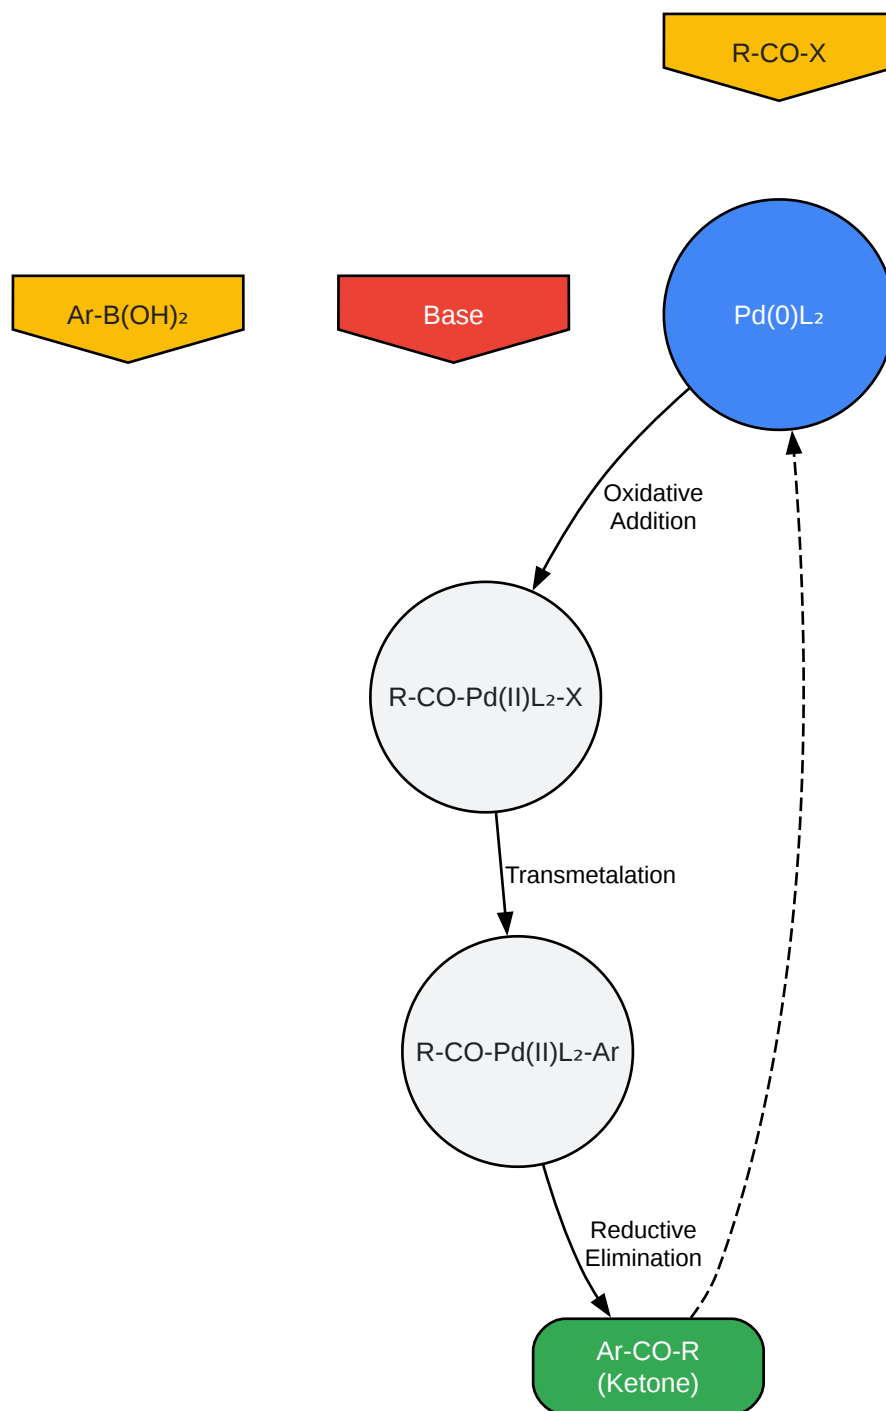 R-CO-X
Ar-B(OH)₂
Base
Pd(0)L₂
Oxidative
Addition
R-CO-Pd(II)L₂-X
Transmetalation
R-CO-Pd(II)L₂-Ar
Reductive
Elimination
Ar-CO-R
(Ketone)